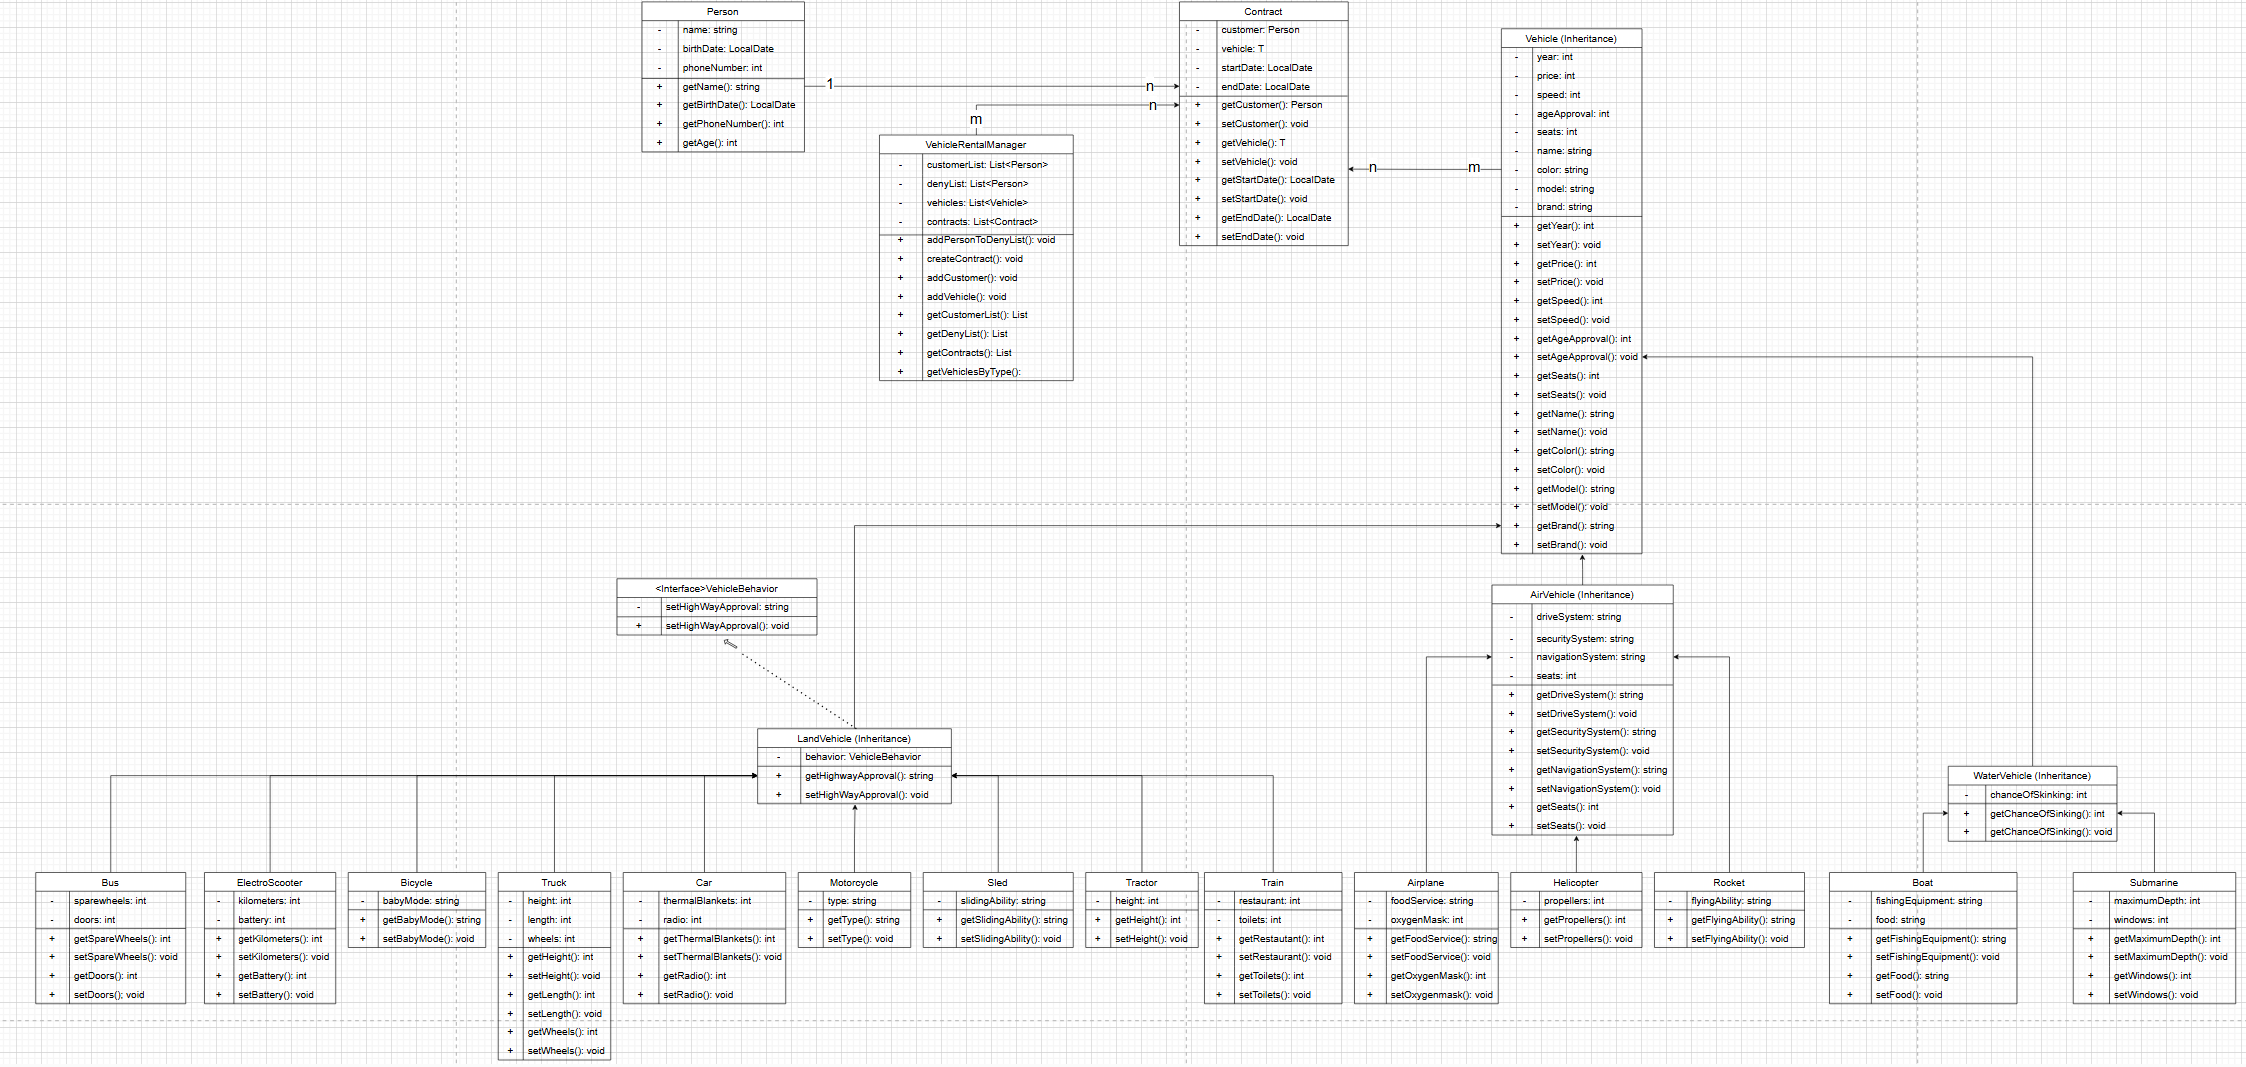 Person
- name: string
- birthDate: LocalDate
- phoneNumber: int
+ getName(): string
+ getBirthDate(): LocalDate
+ getPhoneNumber(): int
+ getAge(): int
1
n
n
m
VehicleRentalManager
- customerList: List<Person>
- denyList: List<Person>
- vehicles: List<Vehicle>
- contracts: List<Contract>
+ addPersonToDenyList(): void
+ createContract(): void
+ addCustomer(): void
+ addVehicle(): void
+ getCustomerList(): List
+ getDenyList(): List
+ getContracts(): List
+ getVehiclesByType():
Contract
- customer: Person
- vehicle: T
- startDate: LocalDate
- endDate: LocalDate
+ getCustomer(): Person
+ setCustomer(): void
+ getVehicle(): T
+ setVehicle(): void
+ getStartDate(): LocalDate
+ setStartDate(): void
+ getEndDate(): LocalDate
+ setEndDate(): void
n
m
Vehicle (Inheritance)
- year: int
- price: int
- speed: int
- ageApproval: int
- seats: int
- name: string
- color: string
- model: string
- brand: string
+ getYear(): int
+ setYear(): void
+ getPrice(): int
+ setPrice(): void
+ getSpeed(): int
+ setSpeed(): void
+ getAgeApproval(): int
+ setAgeApproval(): void
+ getSeats(): int
+ setSeats(): void
+ getName(): string
+ setName(): void
+ getColorl(): string
+ setColor(): void
+ getModel(): string
+ setModel(): void
+ getBrand(): string
+ setBrand(): void
<Interface>VehicleBehavior
- setHighWayApproval: string
+ setHighWayApproval(): void
LandVehicle (Inheritance)
- behavior: VehicleBehavior
+ getHighwayApproval(): string
+ setHighWayApproval(): void
AirVehicle (Inheritance)
- driveSystem: string
- securitySystem: string
- navigationSystem: string
- seats: int
+ getDriveSystem(): string
+ setDriveSystem(): void
+ getSecuritySystem(): string
+ setSecuritySystem(): void
+ getNavigationSystem(): string
+ setNavigationSystem(): void
+ getSeats(): int
+ setSeats(): void
WaterVehicle (Inheritance)
- chanceOfSkinking: int
+ getChanceOfSinking(): int
+ getChanceOfSinking(): void
Bus
- sparewheels: int
- doors: int
+ getSpareWheels(): int
+ setSpareWheels(): void
+ getDoors(): int
+ setDoors(): void
ElectroScooter
- kilometers: int
- battery: int
+ getKilometers(): int
+ setKilometers(): void
+ getBattery(): int
+ setBattery(): void
Bicycle
- babyMode: string
+ getBabyMode(): string
+ setBabyMode(): void
Truck
- height: int
- length: int
- wheels: int
+ getHeight(): int
+ setHeight(): void
+ getLength(): int
+ setLength(): void
+ getWheels(): int
+ setWheels(): void
Car
- thermalBlankets: int
- radio: int
+ getThermalBlankets(): int
+ setThermalBlankets(): void
+ getRadio(): int
+ setRadio(): void
Motorcycle
- type: string
+ getType(): string
+ setType(): void
Sled
- slidingAbility: string
+ getSlidingAbility(): string
+ setSlidingAbility(): void
Tractor
- height: int
+ getHeight(): int
+ setHeight(): void
Train
- restaurant: int
- toilets: int
+ getRestautant(): int
+ setRestaurant(): void
+ getToilets(): int
+ setToilets(): void
Airplane
- foodService: string
- oxygenMask: int
+ getFoodService(): string
+ setFoodService(): void
+ getOxygenMask(): int
+ setOxygenmask(): void
Helicopter
- propellers: int
+ getPropellers(): int
+ setPropellers(): void
Rocket
- flyingAbility: string
+ getFlyingAbility(): string
+ setFlyingAbility(): void
Boat
- fishingEquipment: string
- food: string
+ getFishingEquipment(): string
+ setFishingEquipment(): void
+ getFood(): string
+ setFood(): void
Submarine
- maximumDepth: int
- windows: int
+ getMaximumDepth(): int
+ setMaximumDepth(): void
+ getWindows(): int
+ setWindows(): void